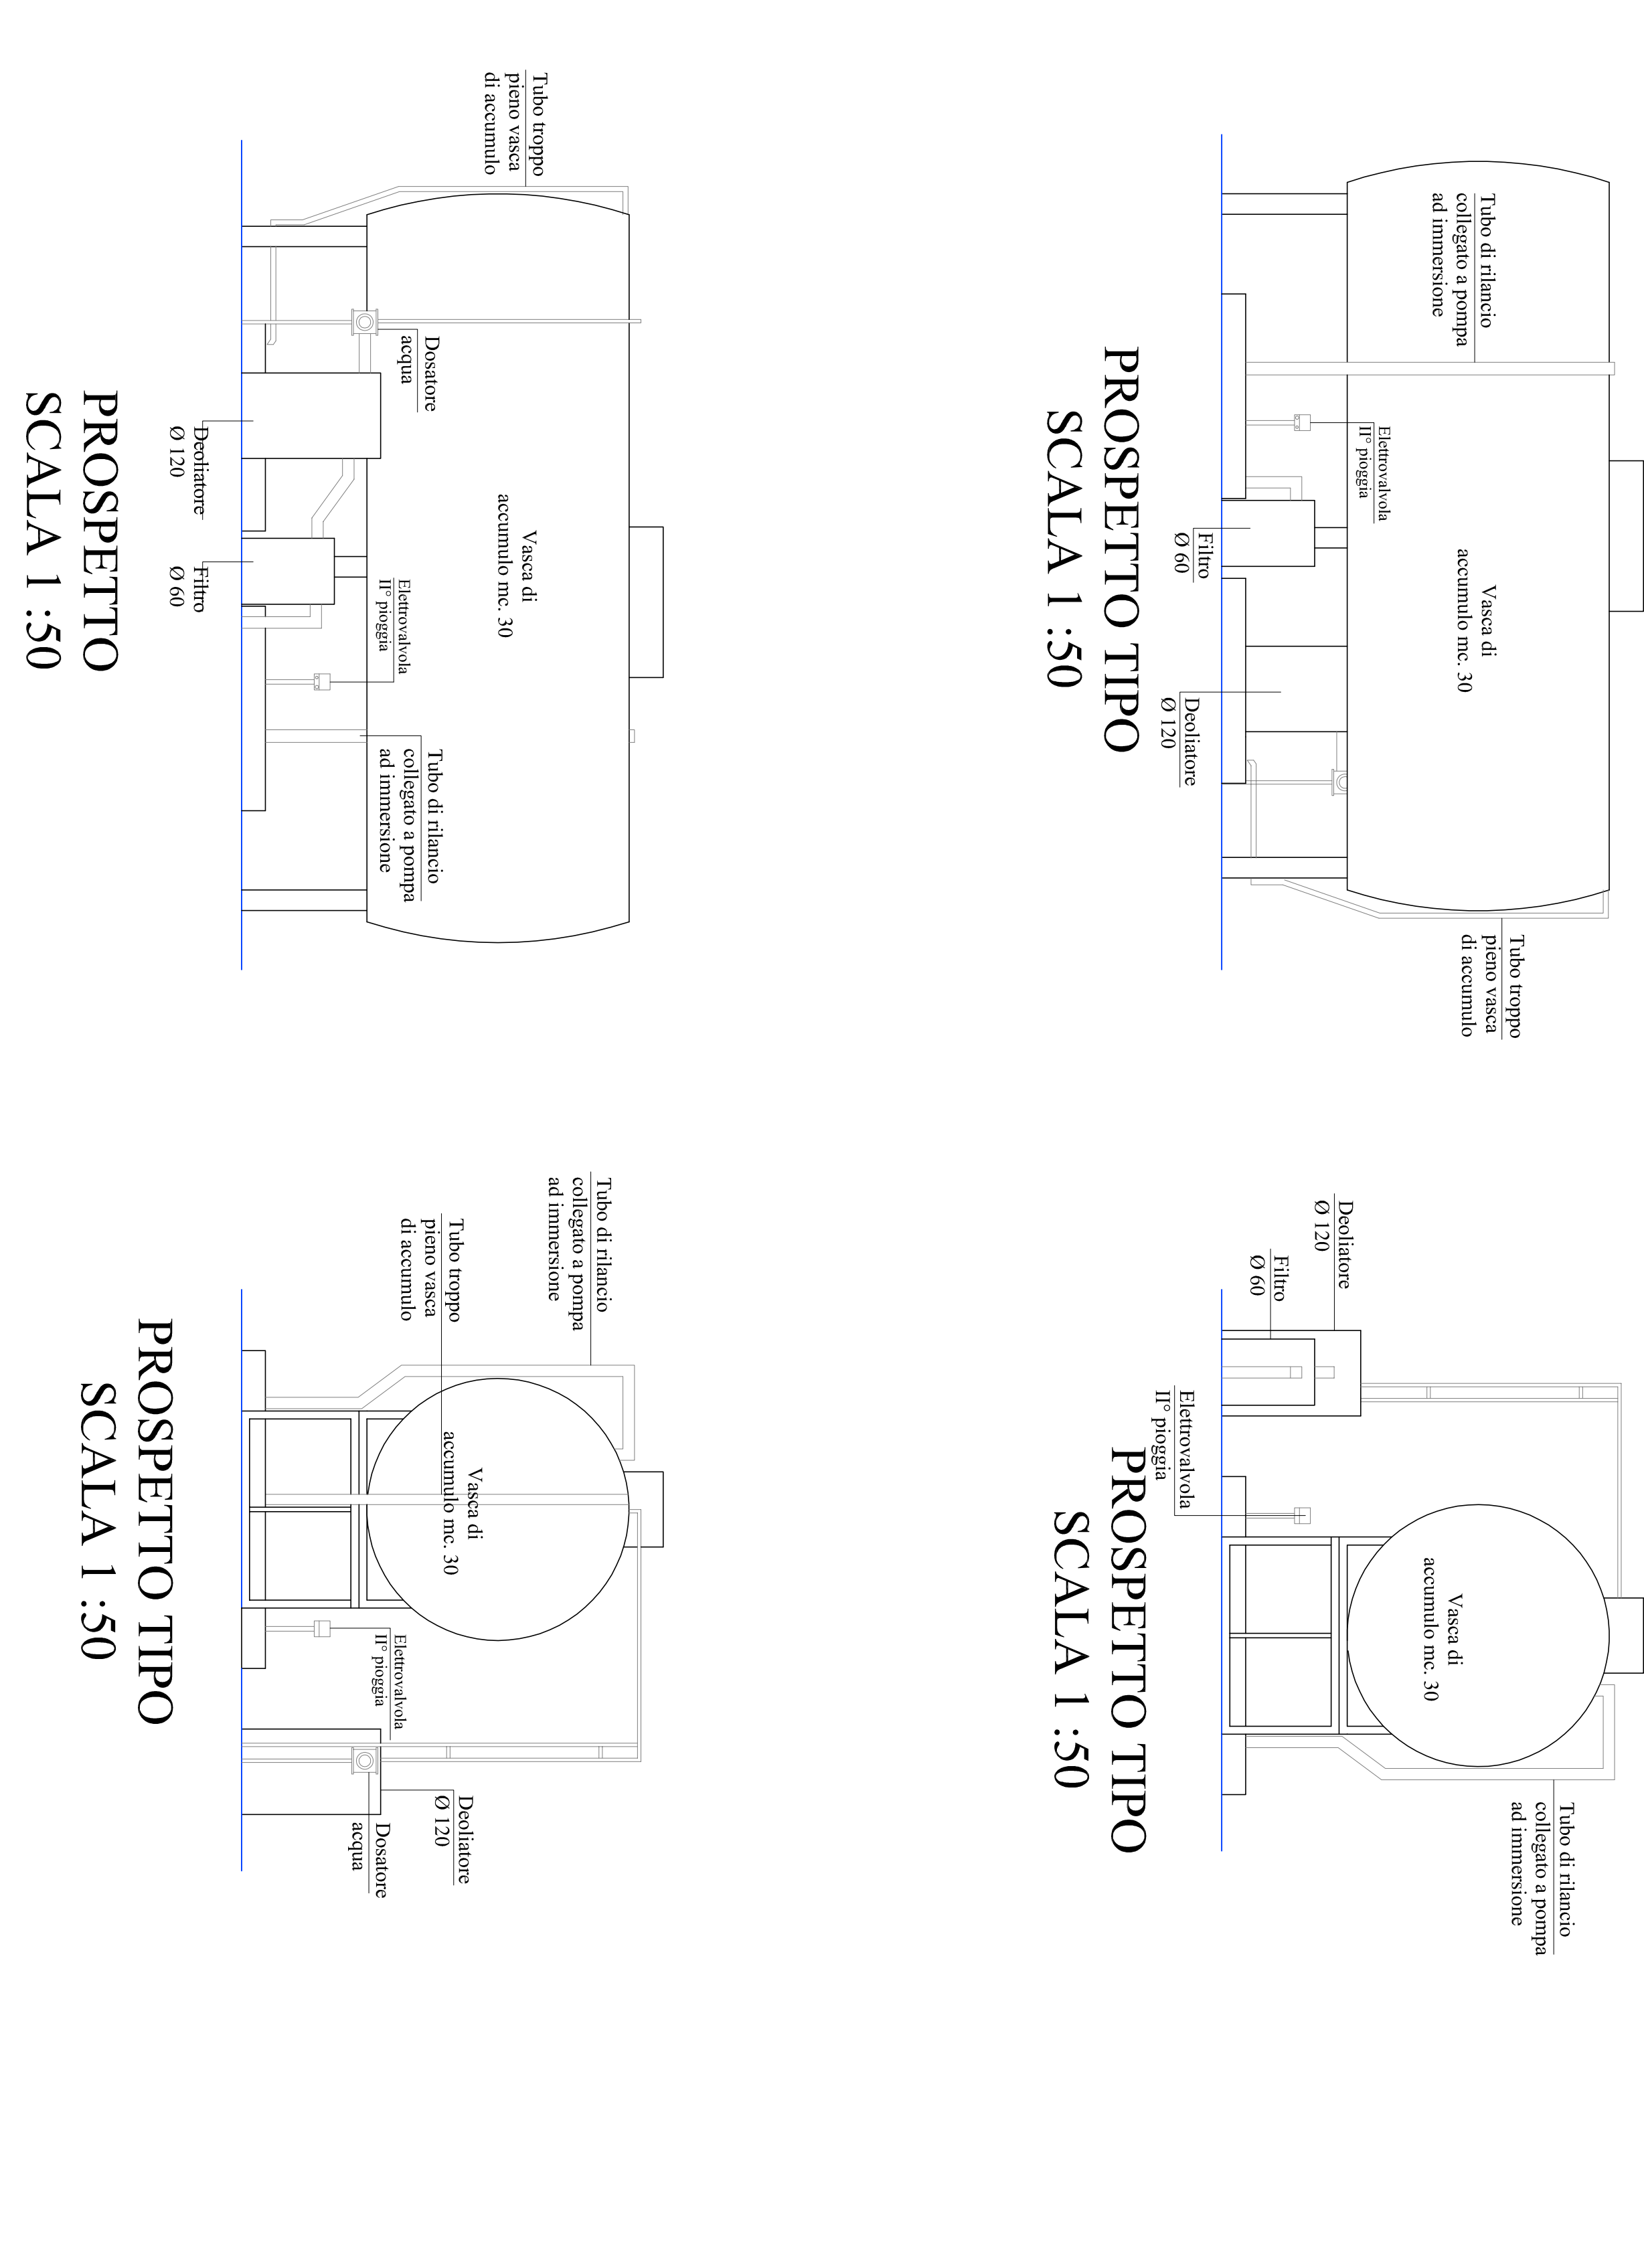 Tubo di rilancio
collegato a pompa
ad immersione
Elettrovalvola
II° pioggia
Vasca di
accumulo mc. 30
Tubo troppo
pieno vasca
di accumulo
Filtro
Ø 60
Deoliatore
Ø 120
PROSPETTO TIPO
SCALA 1 :50
Deoliatore
Ø 120
Filtro
Ø 60
Elettrovalvola
II° pioggia
Vasca di
accumulo mc. 30
Tubo di rilancio
collegato a pompa
ad immersione
PROSPETTO TIPO
SCALA 1 :50
Tubo troppo
pieno vasca
di accumulo
Vasca di
accumulo mc. 30
Dosatore
acqua
Elettrovalvola
II° pioggia
Tubo di rilancio
collegato a pompa
ad immersione
Deoliatore
Ø 120
Filtro
Ø 60
PROSPETTO
SCALA 1 :50
Tubo di rilancio
collegato a pompa
ad immersione
Tubo troppo
pieno vasca
di accumulo
Vasca di
accumulo mc. 30
Elettrovalvola
II° pioggia
Deoliatore
Ø 120
Dosatore
acqua
PROSPETTO TIPO
SCALA 1 :50